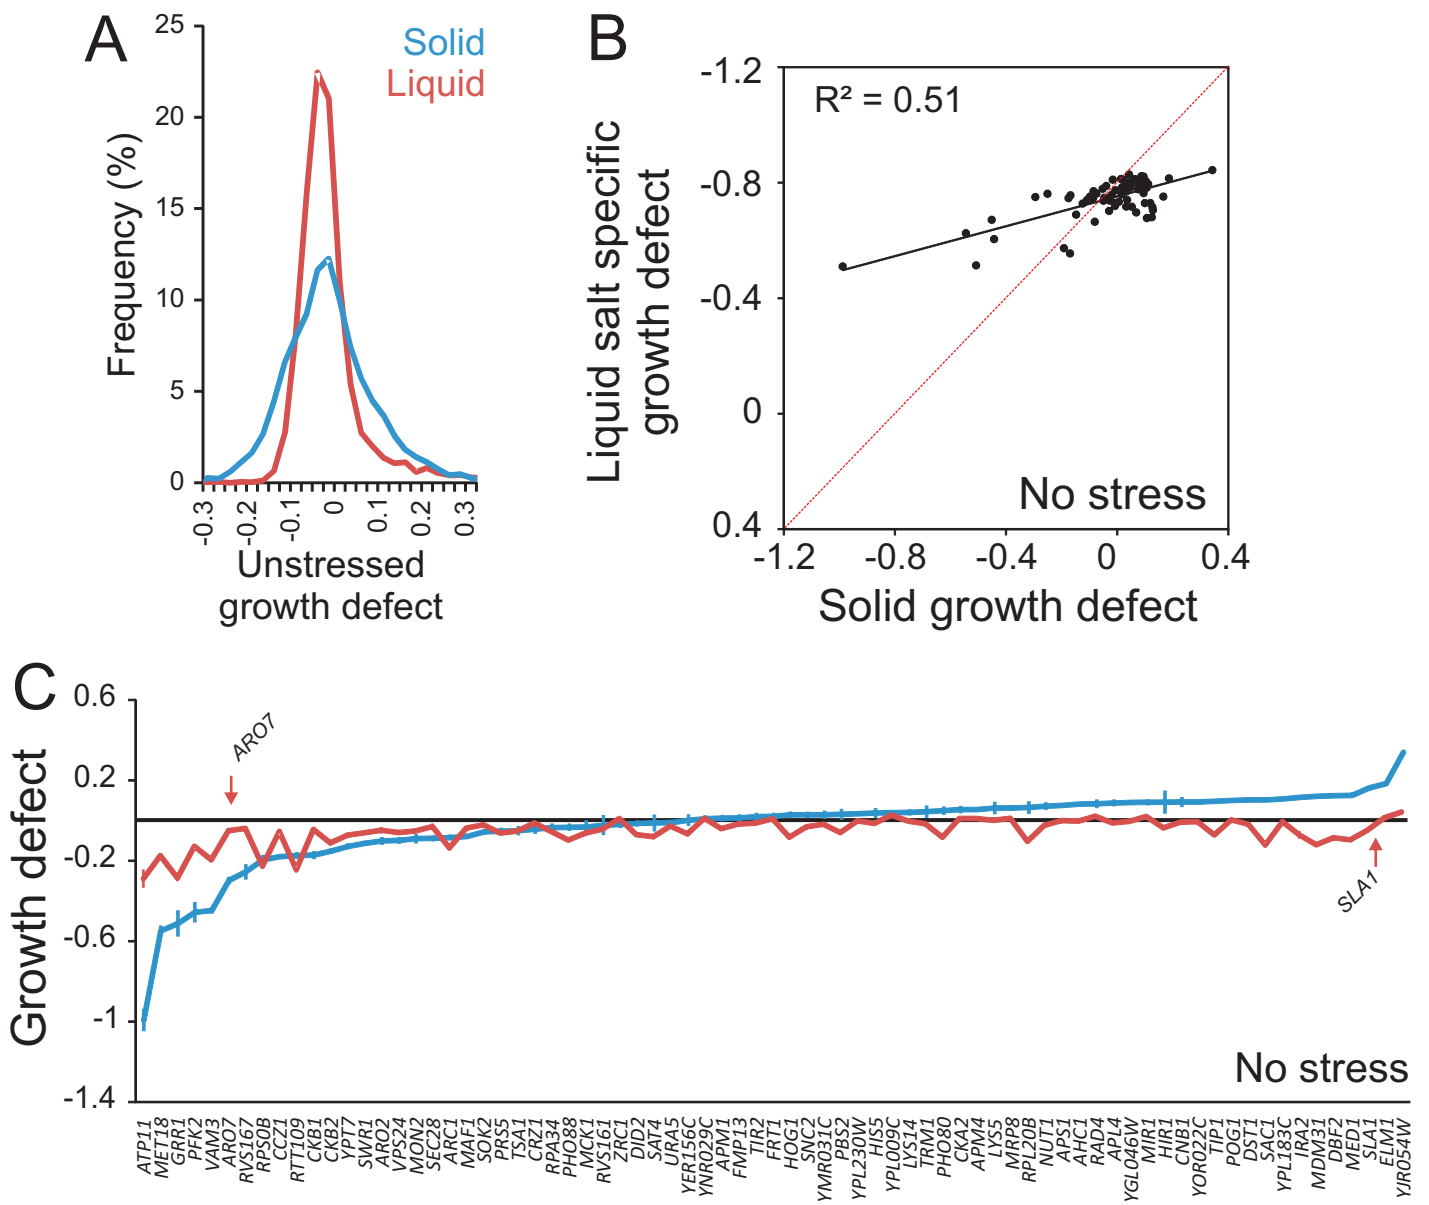 A
25
20
15
10
5
0
Frequency (%)
Solid
Liquid
-0.3
-0.2
-0.1
0
0.1
0.2
0.3
Unstressed
growth defect
B
-1.2
-0.8
-0.4
0
0.4
Liquid salt specific
growth defect
R² = 0.51
No stress
-1.2
-0.8
-0.4
0
0.4
Solid growth defect
C
0.6
0.2
-0.2
-0.6
-1
-1.4
Growth defect
ARO7
SLA1
No stress
ATP11
MET18
GRR1
PFK2
VAM3
ARO7
RVS167
RPS0B
CCZ1
RTT109
CKB1
CKB2
YPT7
SWR1
ARO2
VPS24
MON2
SEC28
ARC1
MAF1
SOK2
PRS5
TSA1
CRZ1
RPA34
PHO88
MCK1
RVS161
ZRC1
DID2
SAT4
URA5
YER156C
YNR029C
APM1
FMP13
TIR2
FRT1
HOG1
SNC2
YMR031C
PBS2
YPL230W
HIS5
YPL009C
LYS14
TRM1
PHO80
CKA2
APM4
LYS5
MRP8
RPL20B
NUT1
APS1
AHC1
RAD4
APL4
YGL046W
MIR1
HIR1
CNB1
YOR022C
TIP1
POG1
DST1
SAC1
YPL183C
IRA2
MDM31
DBF2
MED1
SLA1
ELM1
YJR054W